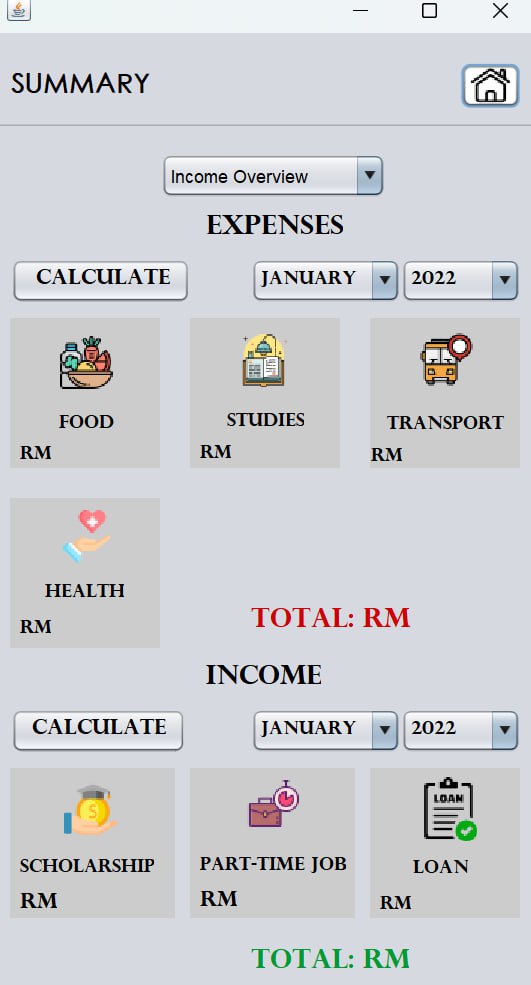 SUMMARY
Income Overview
EXPENSES
CALCULATE JANUARY 2022
FOOD STUDIES TRANSPORT
RM RM RM
HEALTH
RM
TOTAL: RM
INCOME
CALCULATE JANUARY 2022
LOAN
SCHOLARSHIP PART-TIME JOB LOAN
RM RM RM
TOTAL: RM